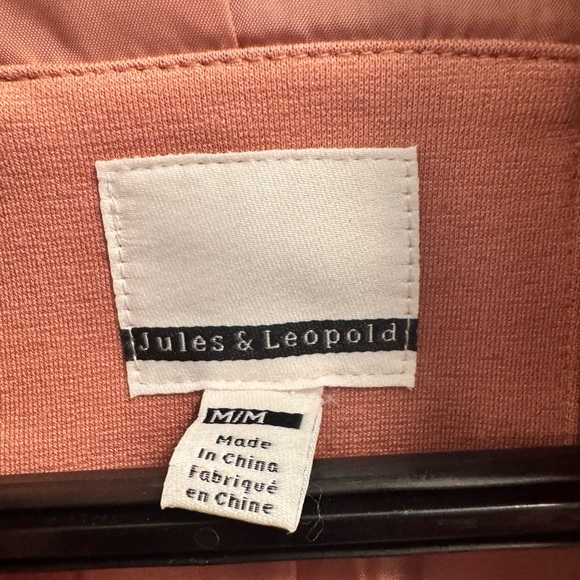 Jules & Leopold
M/M
Made
In China
Fabriqué
en Chine